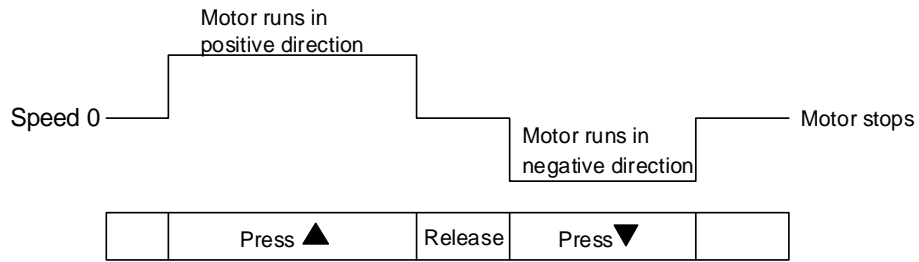 Motor runs in
positive direction
Speed 0
Motor stops
Motor runs in
negative direction
Press ▲
Release
Press▼